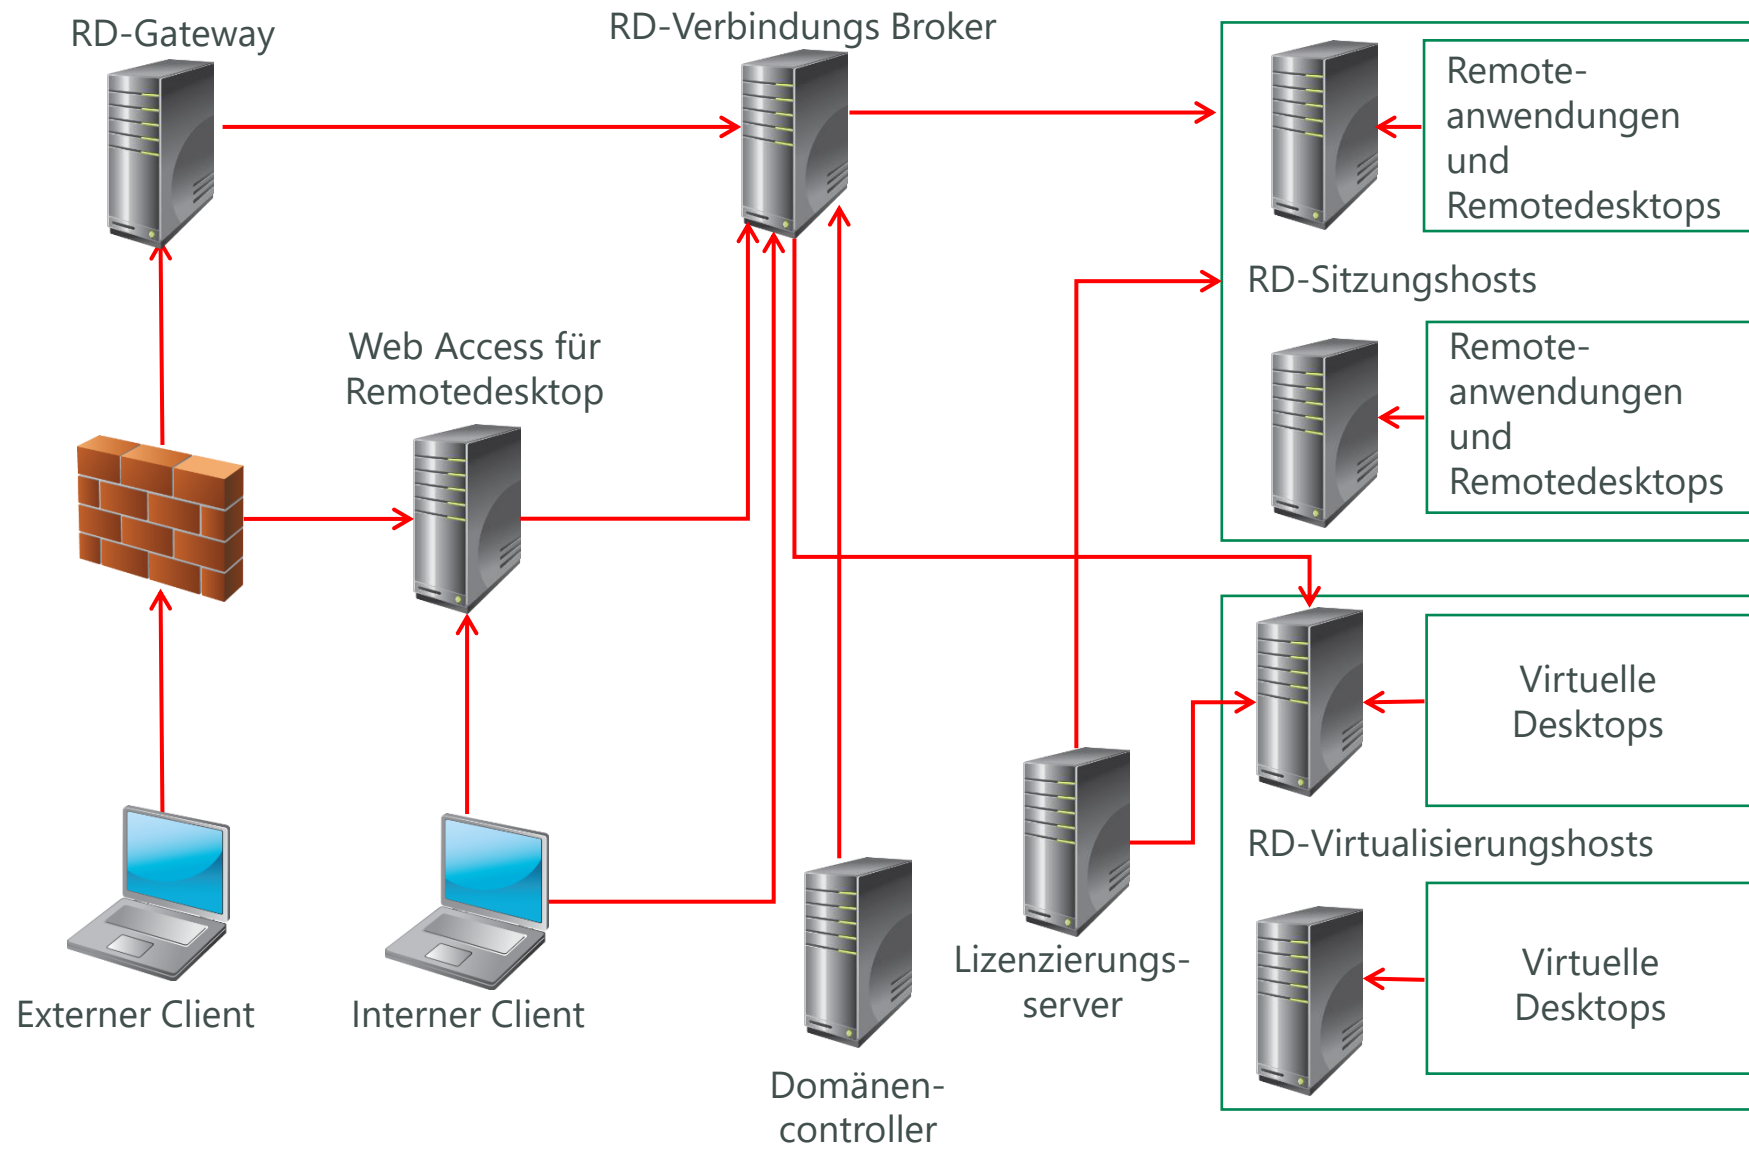 RD-Gateway
RD-Verbindungs Broker
Remote-
anwendungen
und
Remotedesktops
RD-Sitzungshosts
Web Access für
Remotedesktop
Remote-
anwendungen
und
Remotedesktops
Virtuelle
Desktops
RD-Virtualisierungshosts
Virtuelle
Desktops
Externer Client
Interner Client
Lizenzierungs-
server
Domänen-
controller